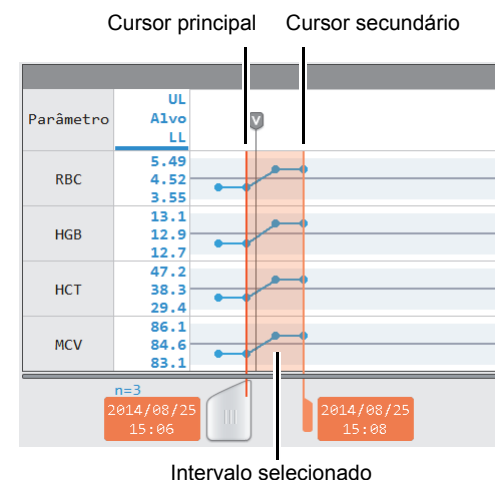 Cursor principal Cursor secundário
Parâmetro
UL
Alvo
LL
V
RBC
5.49
4.52
3.55
HGB
13.1
12.9
12.7
HCT
47.2
38.3
29.4
MCV
86.1
84.6
83.1
n=3
2014/08/25
15:06
2014/08/25
15:08
Intervalo selecionado